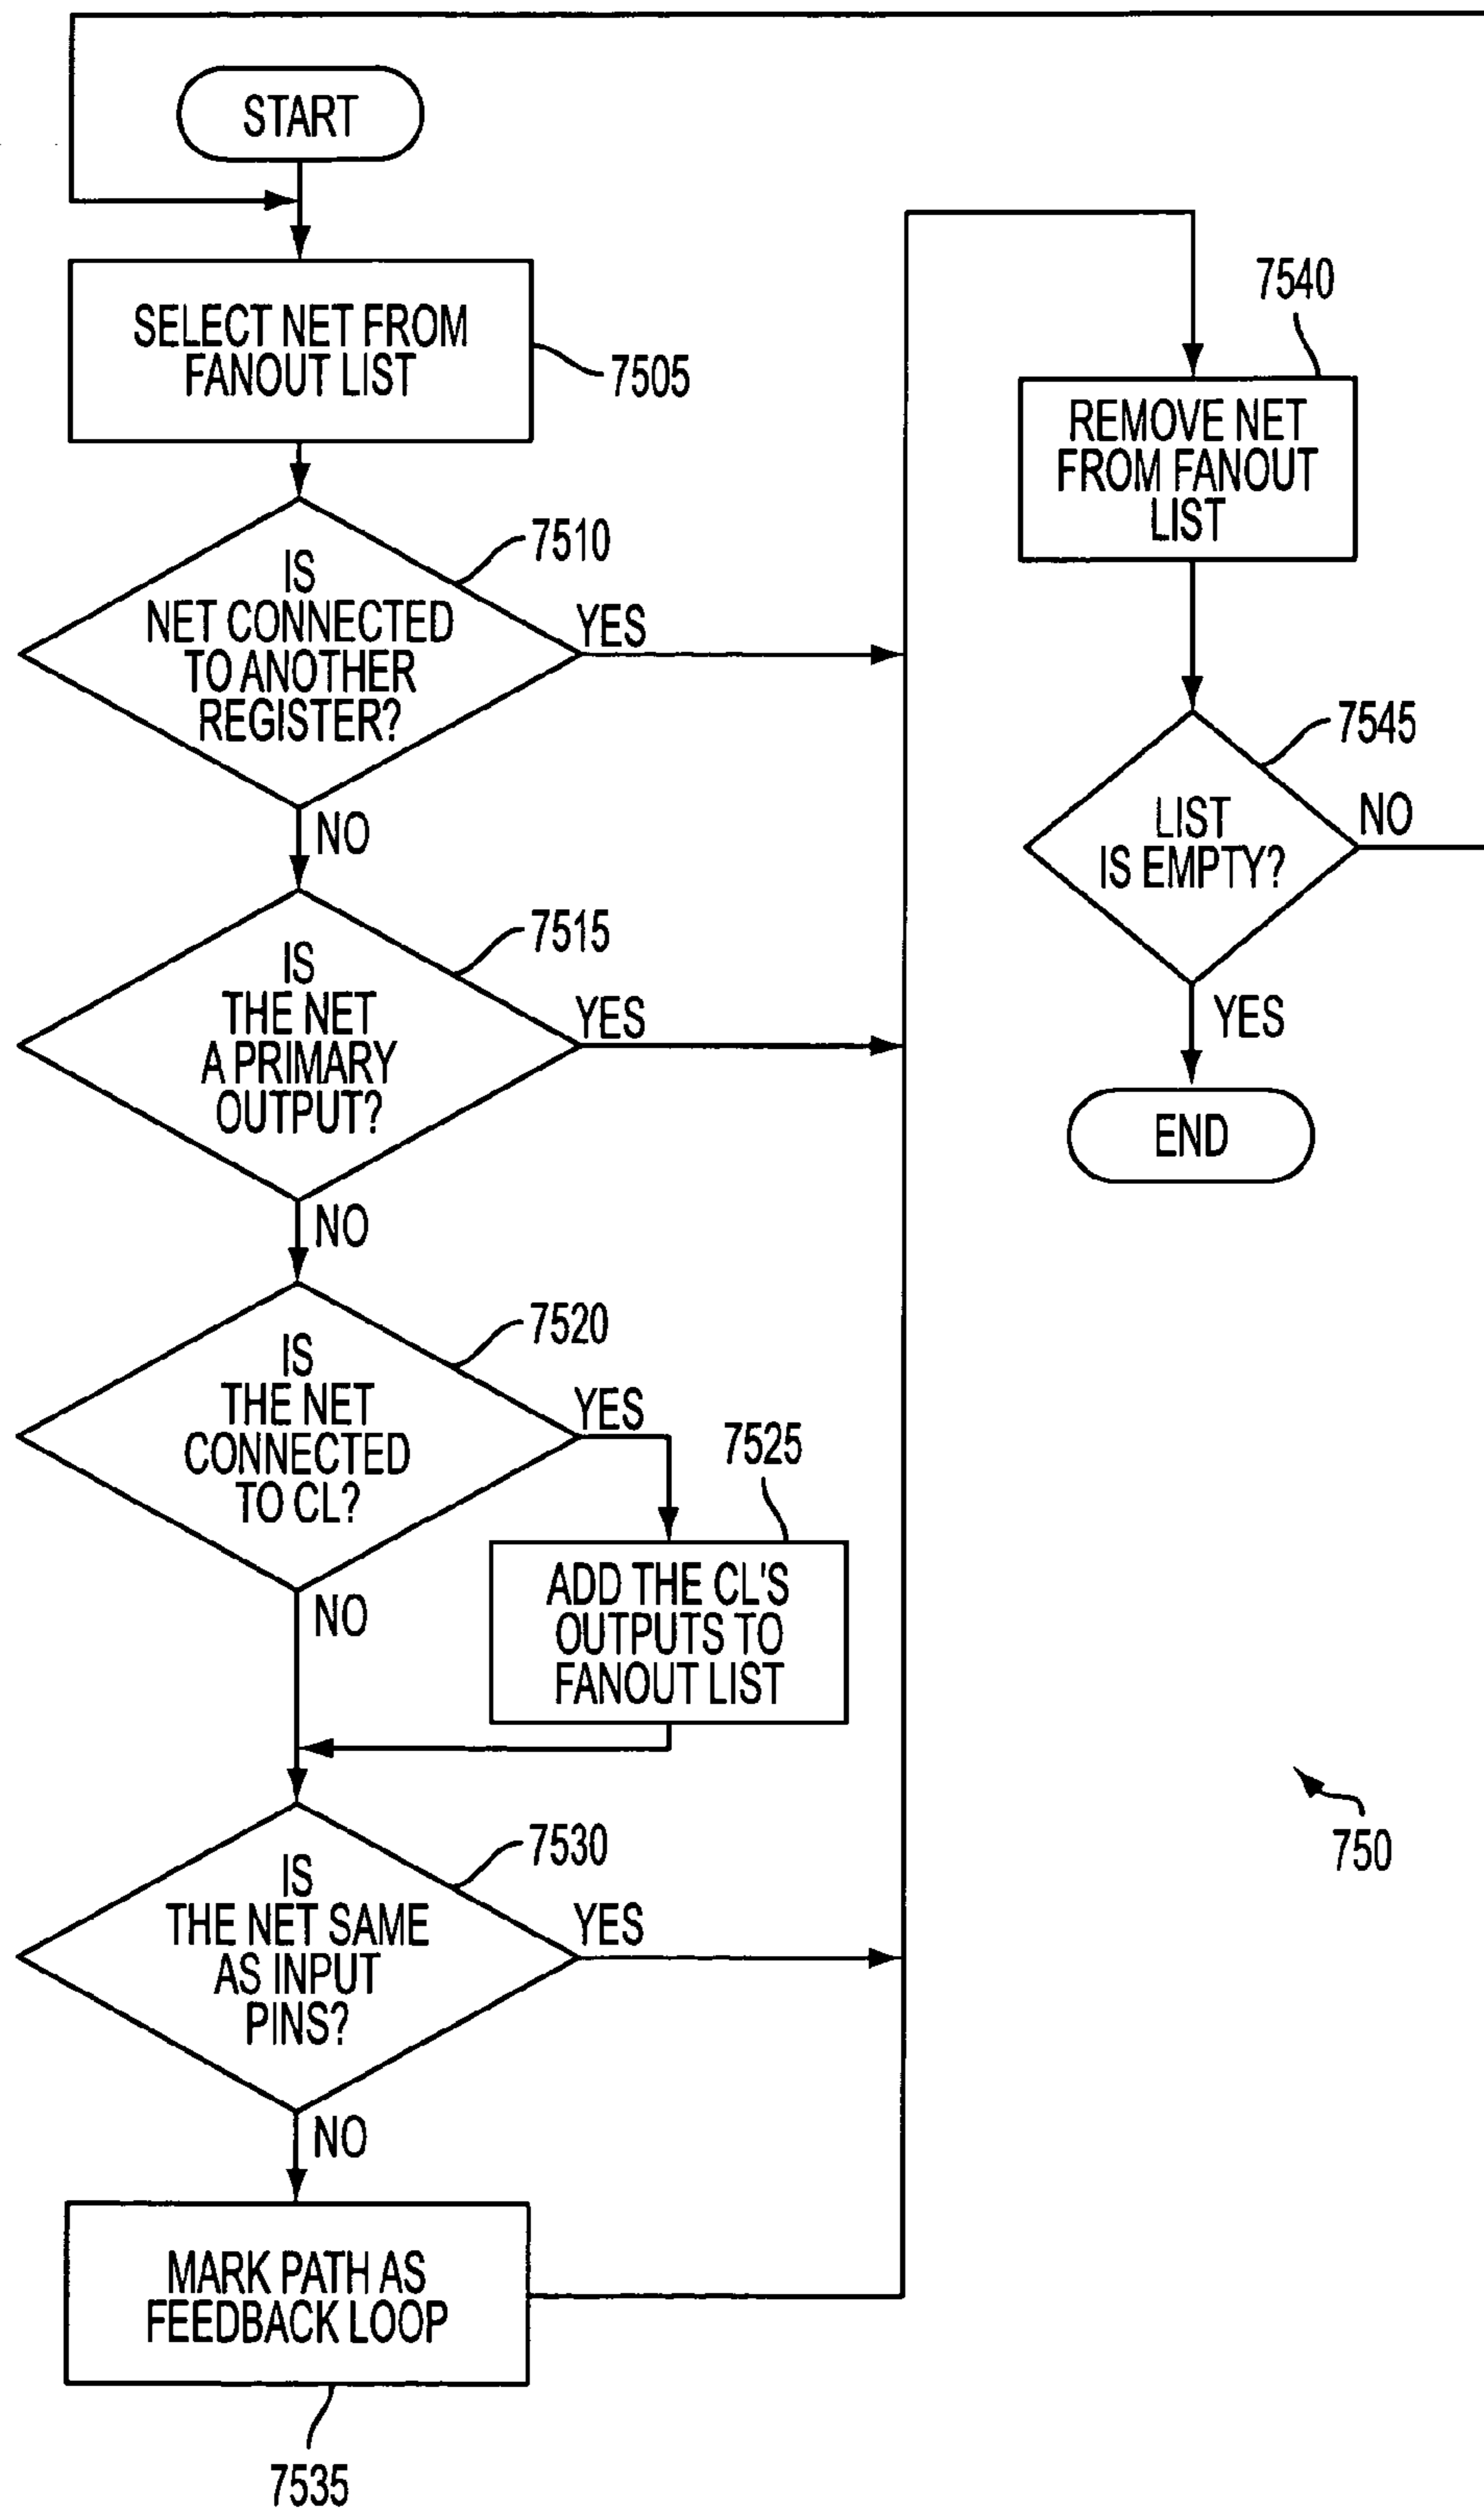 START
SELECT NET FROM
FANOUT LIST
7505
IS
NET CONNECTED
TO ANOTHER
REGISTER?
7510
YES
NO
IS
THE NET
A PRIMARY
OUTPUT?
7515
YES
NO
IS
THE NET
CONNECTED
TO CL?
7520
YES
NO
7525
ADD THE CL'S
OUTPUTS TO
FANOUT LIST
IS
THE NET SAME
AS INPUT
PINS?
7530
YES
NO
MARK PATH AS
FEEDBACK LOOP
7535
7540
REMOVE NET
FROM FANOUT
LIST
7545
LIST
IS EMPTY?
NO
YES
END
750